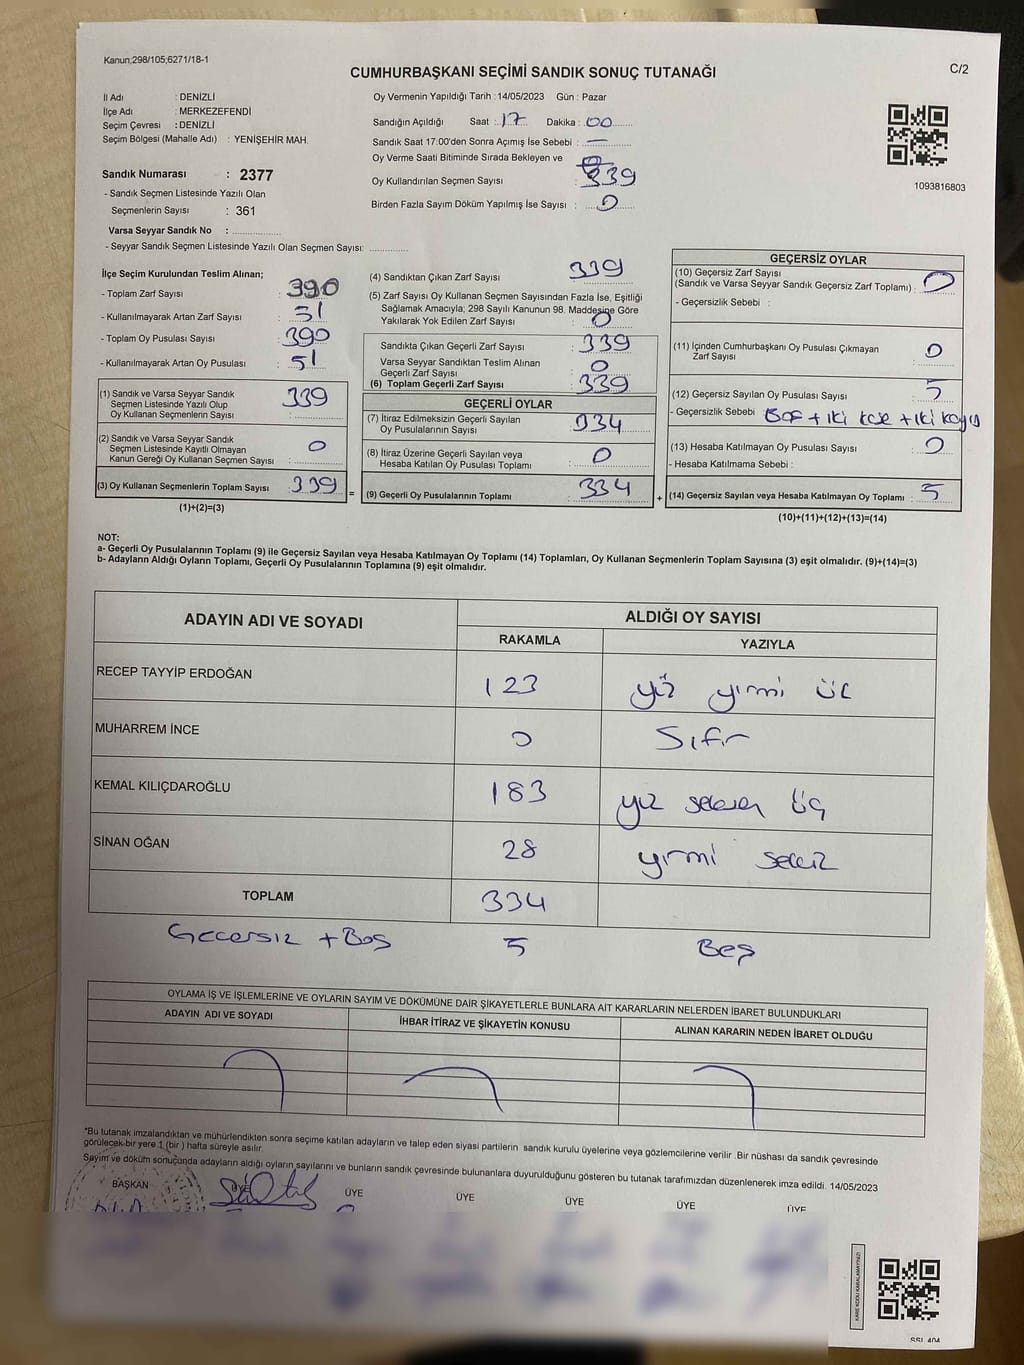 Kanun;298/105;6271/18-1
CUMHURBAŞKANI SEÇİMİ SANDIK SONUÇ TUTANAĞI
C/2
İl Adı : DENİZLİ
İlçe Adı : MERKEZEFENDİ
Seçim Çevresi : DENİZLİ
Seçim Bölgesi (Mahalle Adı) : YENİŞEHİR MAH.
Sandık Numarası : 2377
- Sandık Seçmen Listesinde Yazılı Olan
Seçmenlerin Sayısı : 361
Varsa Seyyar Sandık No :
- Seyyar Sandık Seçmen Listesinde Yazılı Olan Seçmen Sayısı:
Oy Vermenin Yapıldığı Tarih : 14/05/2023 Gün : Pazar
Sandığın Açıldığı Saat : 17 Dakika : 00
Sandık Saat 17:00'den Sonra Açımış İse Sebebi : —
Oy Verme Saati Bitiminde Sırada Bekleyen ve
Oy Kullandırılan Seçmen Sayısı : 339
Birden Fazla Sayım Döküm Yapılmış İse Sayısı : 0
1093816803
İlçe Seçim Kurulundan Teslim Alınan;
- Toplam Zarf Sayısı : 390
- Kullanılmayarak Artan Zarf Sayısı : 51
- Toplam Oy Pusulası Sayısı : 390
- Kullanılmayarak Artan Oy Pusulası : 51
(1) Sandık ve Varsa Seyyar Sandık
Seçmen Listesinde Yazılı Olup
Oy Kullanan Seçmenlerin Sayısı : 339
(2) Sandık ve Varsa Seyyar Sandık
Seçmen Listesinde Kayıtlı Olmayan
Kanun Gereği Oy Kullanan Seçmen Sayısı : 0
(3) Oy Kullanan Seçmenlerin Toplam Sayısı : 339
(1)+(2)=(3)
(4) Sandıktan Çıkan Zarf Sayısı : 339
(5) Zarf Sayısı Oy Kullanan Seçmen Sayısından Fazla İse, Eşitliği
Sağlamak Amacıyla; 298 Sayılı Kanunun 98. Maddesine Göre
Yakılarak Yok Edilen Zarf Sayısı : 0
Sandıkta Çıkan Geçerli Zarf Sayısı : 339
Varsa Seyyar Sandıktan Teslim Alınan
Geçerli Zarf Sayısı : 0
(6) Toplam Geçerli Zarf Sayısı : 339
GEÇERLİ OYLAR
(7) İtiraz Edilmeksizin Geçerli Sayılan
Oy Pusulalarının Sayısı : 334
(8) İtiraz Üzerine Geçerli Sayılan veya
Hesaba Katılan Oy Pusulası Toplamı : 0
= (9) Geçerli Oy Pusulalarının Toplamı : 334 +
GEÇERSİZ OYLAR
(10) Geçersiz Zarf Sayısı
(Sandık ve Varsa Seyyar Sandık Geçersiz Zarf Toplamı) : 0
- Geçersizlik Sebebi :
(11) İçinden Cumhurbaşkanı Oy Pusulası Çıkmayan
Zarf Sayısı : 0
(12) Geçersiz Sayılan Oy Pusulası Sayısı : 5
- Geçersizlik Sebebi : Boş + iki + iki
(13) Hesaba Katılmayan Oy Pusulası Sayısı : 0
- Hesaba Katılmama Sebebi :
(14) Geçersiz Sayılan veya Hesaba Katılmayan Oy Toplamı : 5
(10)+(11)+(12)+(13)=(14)
NOT:
a- Geçerli Oy Pusulalarının Toplamı (9) ile Geçersiz Sayılan veya Hesaba Katılmayan Oy Toplamı (14) Toplamları, Oy Kullanan Seçmenlerin Toplam Sayısına (3) eşit olmalıdır. (9)+(14)=(3)
b- Adayların Aldığı Oyların Toplamı, Geçerli Oy Pusulalarının Toplamına (9) eşit olmalıdır.
ADAYIN ADI VE SOYADI ALDIĞI OY SAYISI
RAKAMLA YAZIYLA
RECEP TAYYİP ERDOĞAN 123 yüz yirmi üç
MUHARREM İNCE 0 Sıfır
KEMAL KILIÇDAROĞLU 183 yüz seksen üç
SİNAN OĞAN 28 yirmi sekiz
TOPLAM 334
Geçersiz + Boş 5 Beş
OYLAMA İŞ VE İŞLEMLERİNE VE OYLARIN SAYIM VE DÖKÜMÜNE DAİR ŞİKAYETLERLE BUNLARA AİT KARARLARIN NELERDEN İBARET BULUNDUKLARI
ADAYIN ADI VE SOYADI İHBAR İTİRAZ VE ŞİKAYETİN KONUSU ALINAN KARARIN NEDEN İBARET OLDUĞU
*Bu tutanak imzalandıktan ve mühürlendikten sonra seçime katılan adayların ve talep eden siyasi partilerin sandık kurulu üyelerine veya gözlemcilerine verilir .Bir nüshası da sandık çevresinde
görülecek bir yere 1 (bir ) hafta süreyle asılır.
Sayım ve döküm sonucunda adayların aldığı oyların sayılarını ve bunların sandık çevresinde bulunanlara duyurulduğunu gösteren bu tutanak tarafımızdan düzenlenerek imza edildi. 14/05/2023
BAŞKAN ÜYE ÜYE ÜYE ÜYE ÜYE ÜYE
KARE KODU KARALAMAYINIZ!